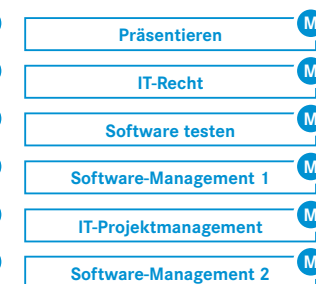 Präsentieren M
IT-Recht M
Software testen M
Software-Management 1 M
IT-Projektmanagement M
Software-Management 2 M